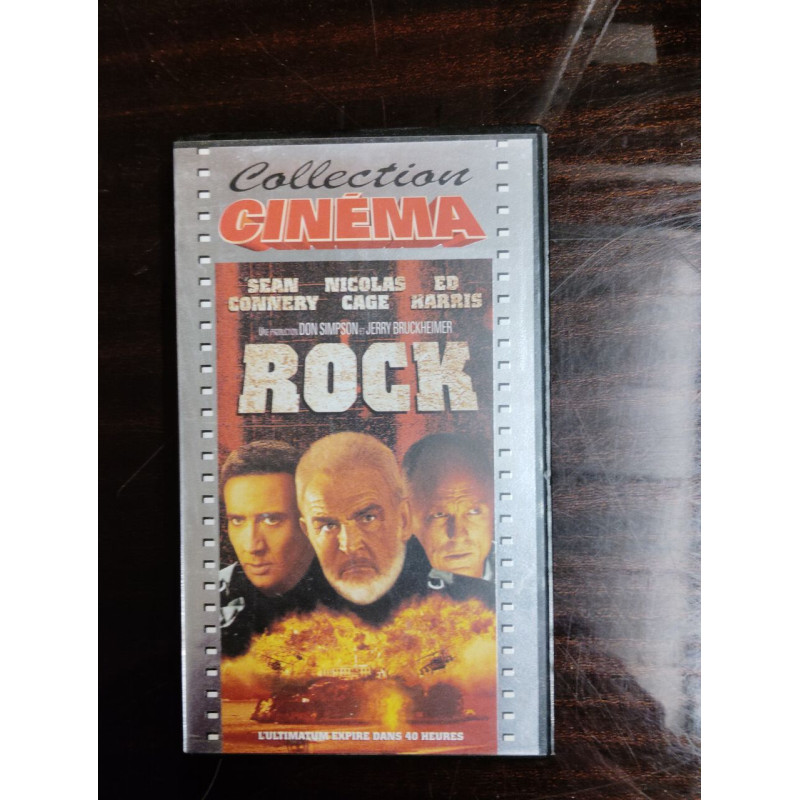 Collection
CINÉMA
SEAN NICOLAS ED
CONNERY CAGE HARRIS
UNE PRODUCTION DON SIMPSON ET JERRY BRUCKHEIMER
ROCK
L'ULTIMATUM EXPIRE DANS 40 HEURES